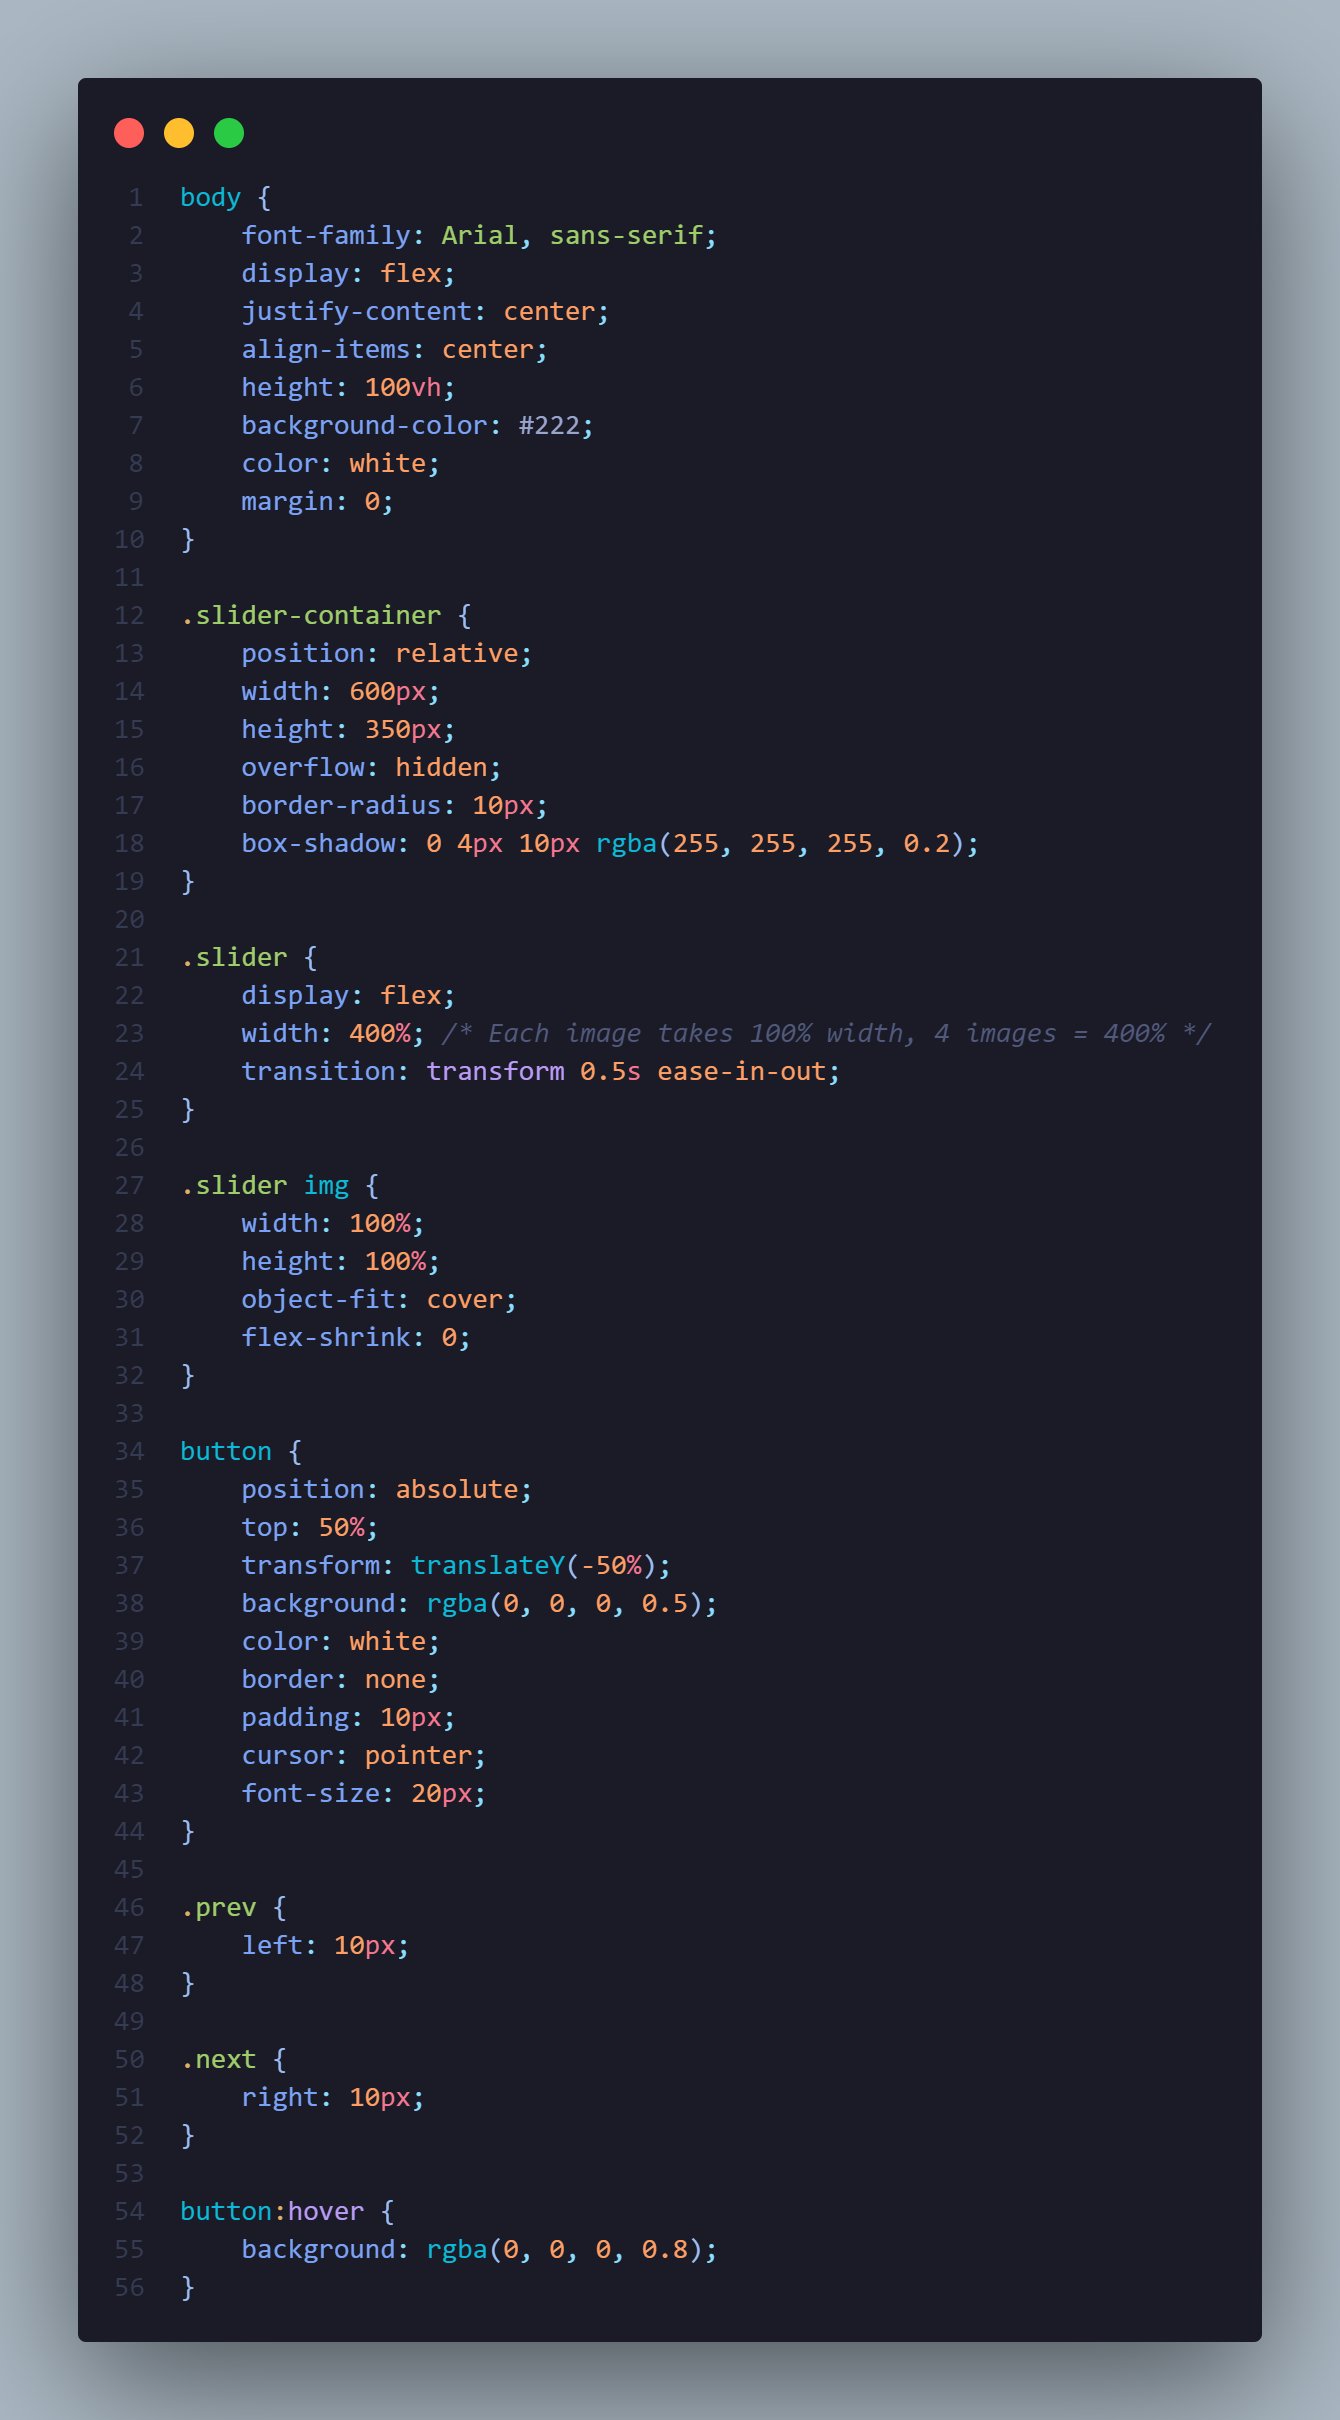 1 body {
2     font-family: Arial, sans-serif;
3     display: flex;
4     justify-content: center;
5     align-items: center;
6     height: 100vh;
7     background-color: #222;
8     color: white;
9     margin: 0;
10 }
11
12 .slider-container {
13     position: relative;
14     width: 600px;
15     height: 350px;
16     overflow: hidden;
17     border-radius: 10px;
18     box-shadow: 0 4px 10px rgba(255, 255, 255, 0.2);
19 }
20
21 .slider {
22     display: flex;
23     width: 400%; /* Each image takes 100% width, 4 images = 400% */
24     transition: transform 0.5s ease-in-out;
25 }
26
27 .slider img {
28     width: 100%;
29     height: 100%;
30     object-fit: cover;
31     flex-shrink: 0;
32 }
33
34 button {
35     position: absolute;
36     top: 50%;
37     transform: translateY(-50%);
38     background: rgba(0, 0, 0, 0.5);
39     color: white;
40     border: none;
41     padding: 10px;
42     cursor: pointer;
43     font-size: 20px;
44 }
45
46 .prev {
47     left: 10px;
48 }
49
50 .next {
51     right: 10px;
52 }
53
54 button:hover {
55     background: rgba(0, 0, 0, 0.8);
56 }